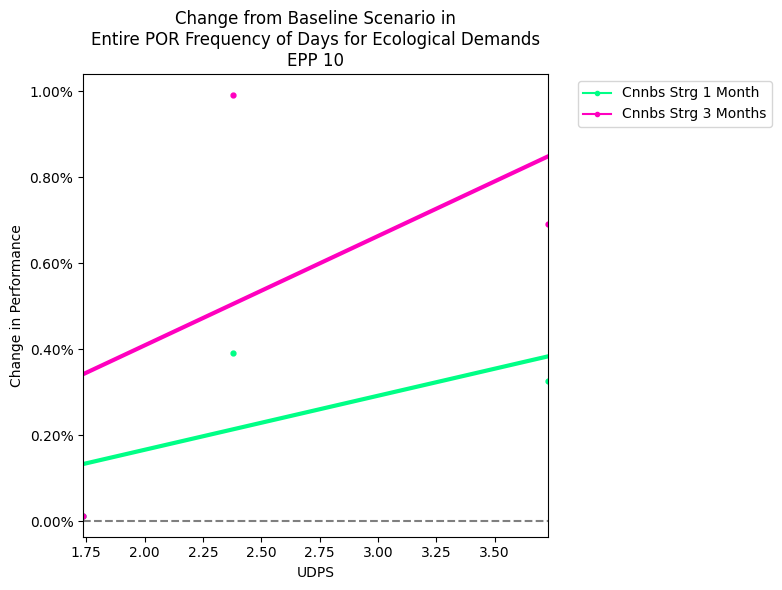 Change from Baseline Scenario in
Entire POR Frequency of Days for Ecological Demands
EPP 10
Cnnbs Strg 1 Month
Cnnbs Strg 3 Months
Change in Performance
1.00%
0.80%
0.60%
0.40%
0.20%
0.00%
1.75 2.00 2.25 2.50 2.75 3.00 3.25 3.50
UDPS